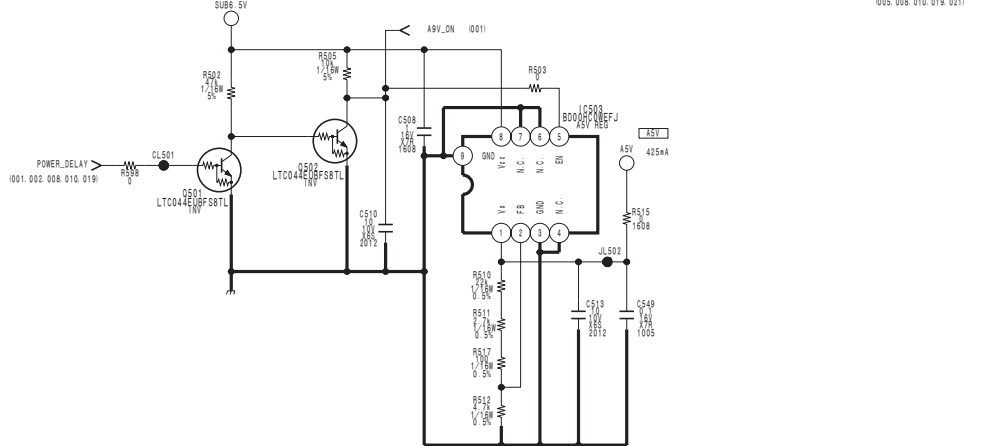 (005, 008, 010, 019, 021)
SUB6.5V
A9V_ON (001)
R505
10k
1/16W
5%
R502
47k
1/16W
5%
R503
0
IC503
BD00HC0WEFJ
A5V REG
C508
1
16V
X7R
1608
8
7
6
5
9
GND
Vcc
N.C.
N.C.
EN
A5V
A5V
425mA
POWER_DELAY
(001, 002, 008, 010, 019)
R598
0
CL501
Q501
LTC044EUBFS8TL
INV
Q502
LTC044EUBFS8TL
INV
C510
10
10V
X6S
2012
Vo
FB
GND
N.C.
1
2
3
4
R515
0
1608
JL502
R510
22k
1/16W
0.5%
R511
2.7k
1/16W
0.5%
R517
100
1/16W
0.5%
R512
4.7k
1/16W
0.5%
C513
10
10V
X6S
2012
C549
0.1
16V
X7R
1005